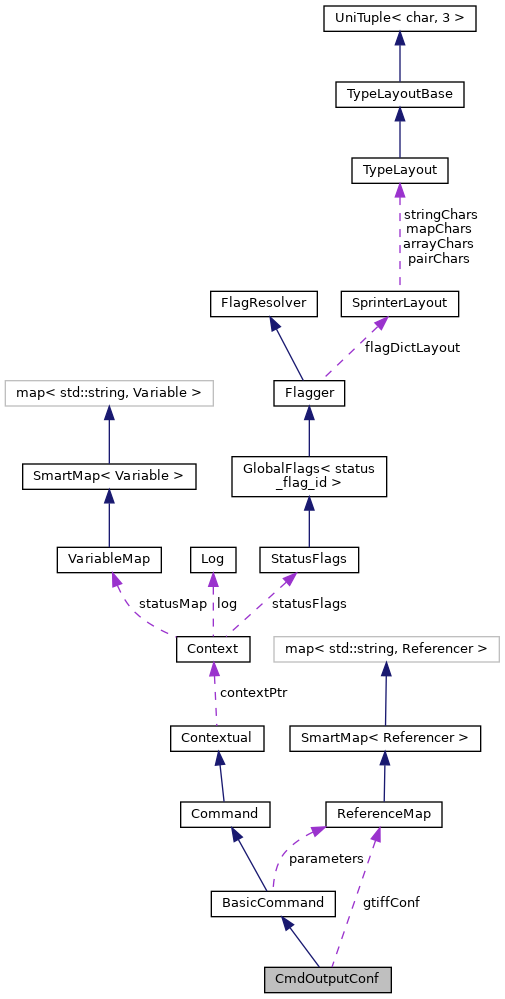 UniTuple< char, 3 >
TypeLayoutBase
TypeLayout
stringChars
mapChars
arrayChars
pairChars
FlagResolver
SprinterLayout
flagDictLayout
map< std::string, Variable >
Flagger
SmartMap< Variable >
GlobalFlags< status
_flag_id >
VariableMap
Log
StatusFlags
statusMap
log
statusFlags
Context
map< std::string, Referencer >
contextPtr
Contextual
SmartMap< Referencer >
Command
ReferenceMap
parameters
BasicCommand
gtiffConf
CmdOutputConf